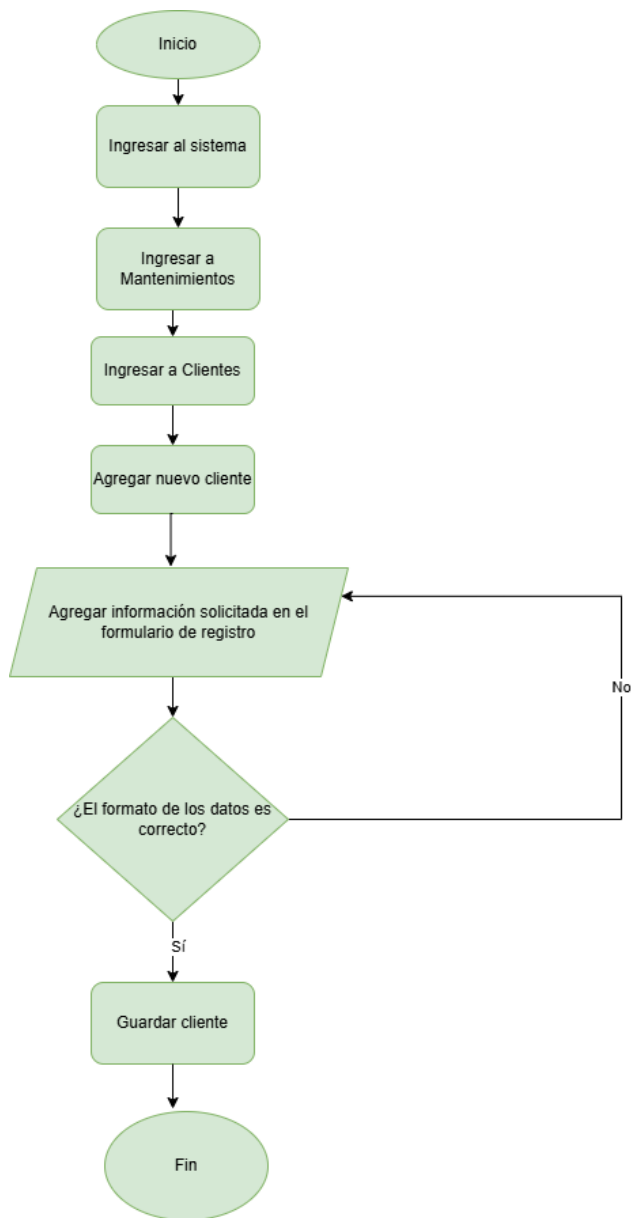 Inicio
Ingresar al sistema
Ingresar a
Mantenimientos
Ingresar a Clientes
Agregar nuevo cliente
Agregar información solicitada en el
formulario de registro
No
¿El formato de los datos es
correcto?
Sí
Guardar cliente
Fin